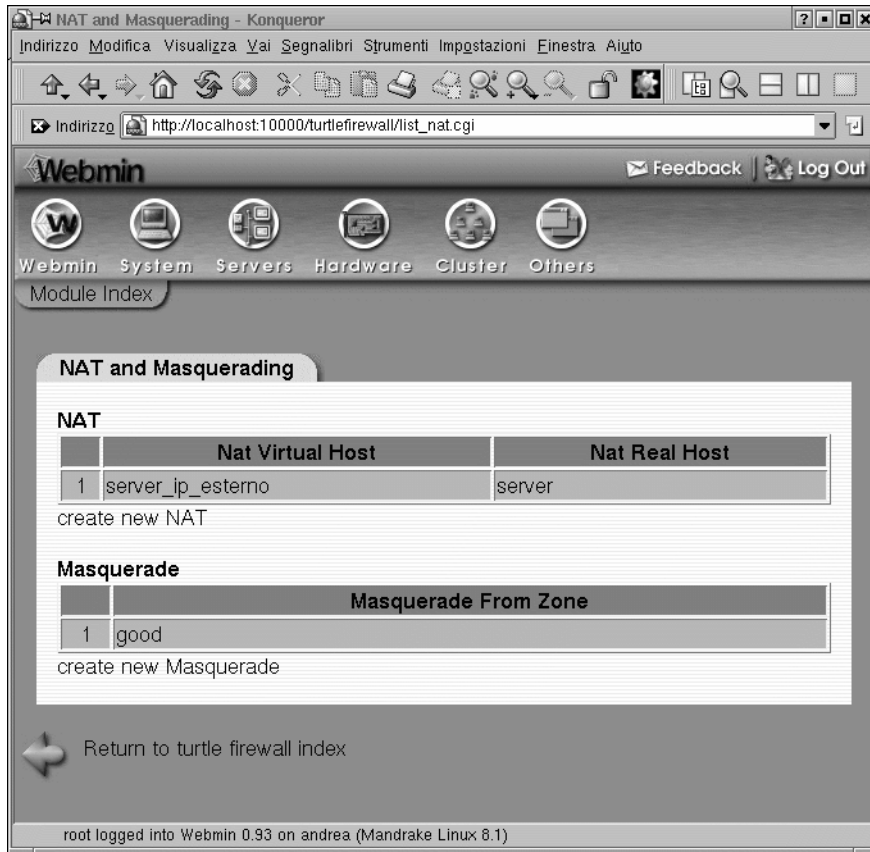 NAT and Masquerading - Konqueror
Indirizzo Modifica Visualizza Vai Segnalibri Strumenti Impostazioni Finestra Aiuto
Indirizzo http://localhost:10000/turtlefirewall/list_nat.cgi
Webmin Feedback Log Out
Webmin System Servers Hardware Cluster Others
Module Index
NAT and Masquerading
NAT
Nat Virtual Host Nat Real Host
1 server_ip_esterno server
create new NAT
Masquerade
Masquerade From Zone
1 good
create new Masquerade
Return to turtle firewall index
root logged into Webmin 0.93 on andrea (Mandrake Linux 8.1)